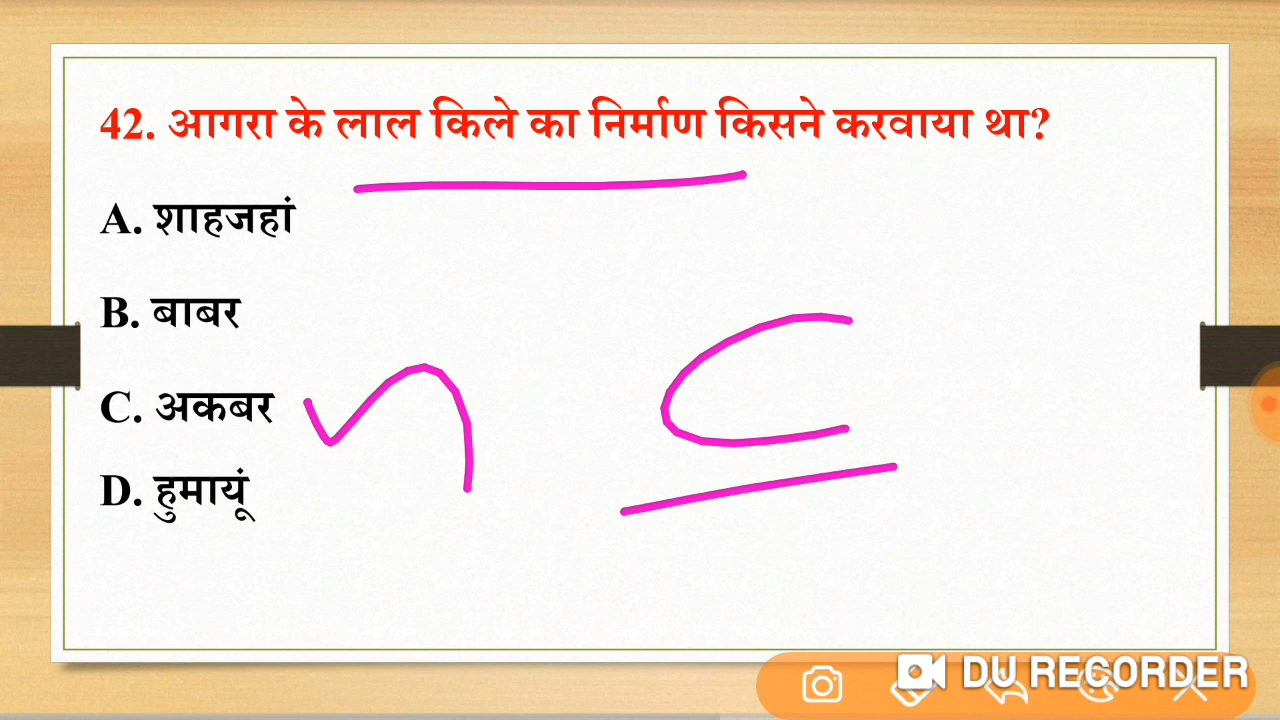 42. आगरा के लाल किले का निर्माण किसने करवाया था?
A. शाहजहां
B. बाबर
C. अकबर
D. हुमायूं
C
DU RECORDER